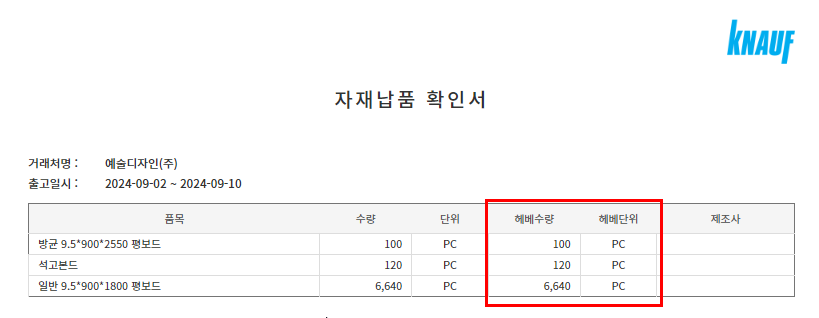 KNAUF
자재납품 확인서
거래처명 : 예술디자인(주)
출고일시 : 2024-09-02 ~ 2024-09-10
품목 수량 단위 헤베수량 헤베단위 제조사
방균 9.5*900*2550 평보드 100 PC 100 PC
석고본드 120 PC 120 PC
일반 9.5*900*1800 평보드 6,640 PC 6,640 PC